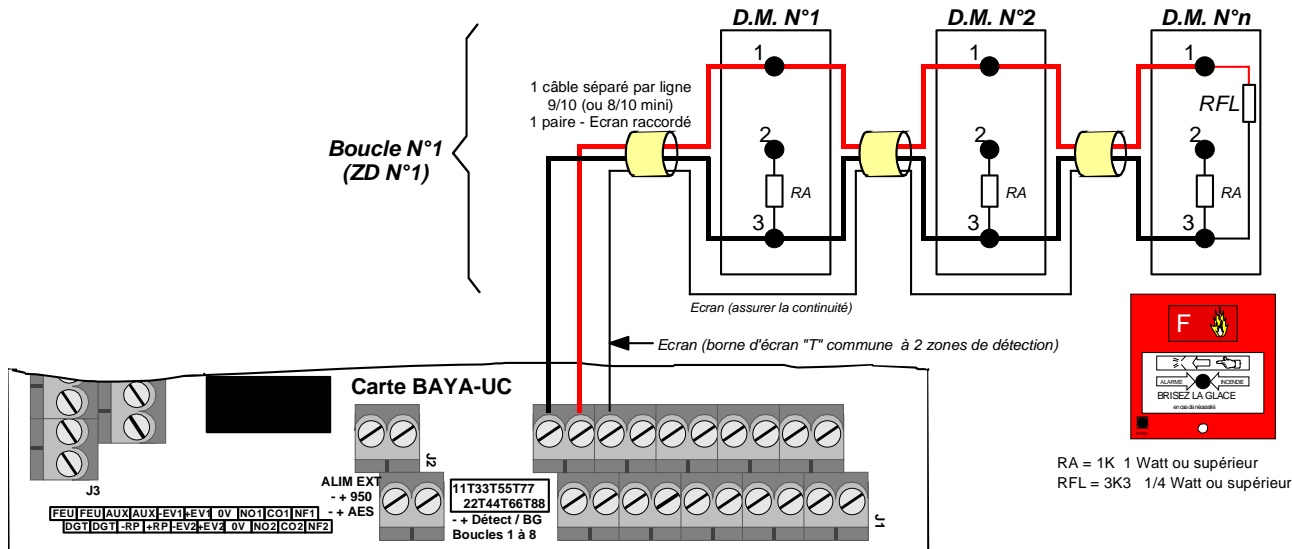 D.M. N°1
D.M. N°2
D.M. N°n
1
1
1
1 câble séparé par ligne
9/10 (ou 8/10 mini)
1 paire - Ecran raccordé
RFL
Boucle N°1
(ZD N°1)
2
2
2
RA
RA
RA
3
3
3
Ecran (assurer la continuité)
Ecran (borne d'écran "T" commune à 2 zones de détection)
F
ALARME
INCENDIE
BRISEZ LA GLACE
en cas de nécessité
Carte BAYA-UC
RA = 1K 1 Watt ou supérieur
RFL = 3K3 1/4 Watt ou supérieur
J3
J2
J1
ALIM EXT
- + 950
- + AES
11T33T55T77
22T44T66T88
- + Détect / BG
Boucles 1 à 8
FEU FEU AUX AUX -EV1 +EV1 0V NO1 CO1 NF1
DGT DGT -RP +RP -EV2 +EV2 0V NO2 CO2 NF2